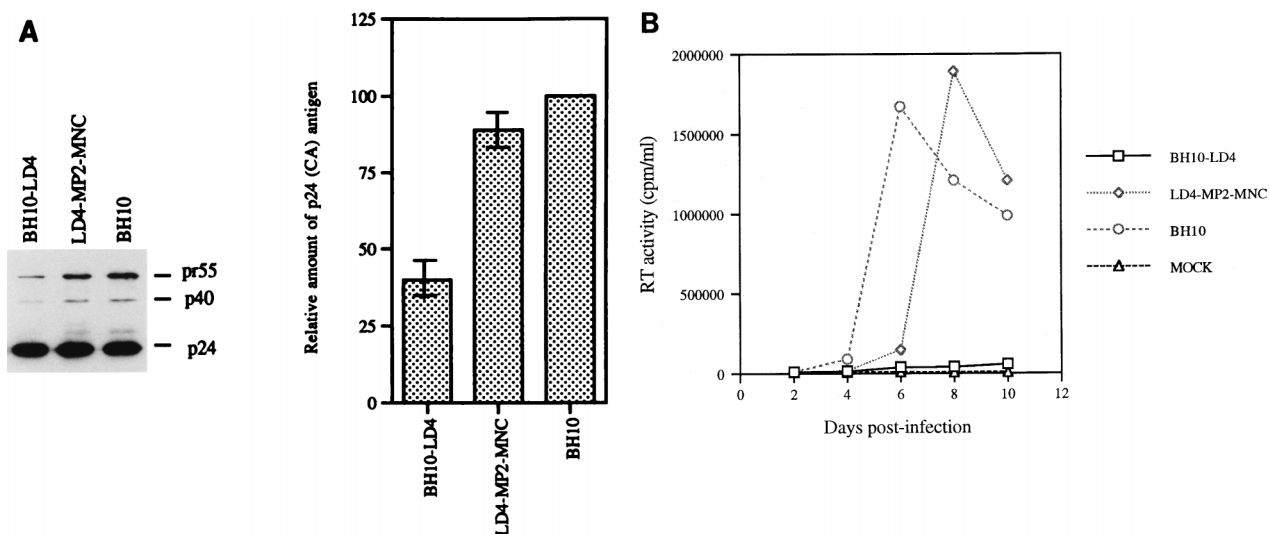 A
BH10-LD4
LD4-MP2-MNC
BH10
pr55
p40
p24
Relative amount of p24 (CA) antigen
125
100
75
50
25
0
BH10-LD4
LD4-MP2-MNC
BH10
B
RT activity (cpm/ml)
2000000
1500000
1000000
500000
0
0 2 4 6 8 10 12
Days post-infection
BH10-LD4
LD4-MP2-MNC
BH10
MOCK